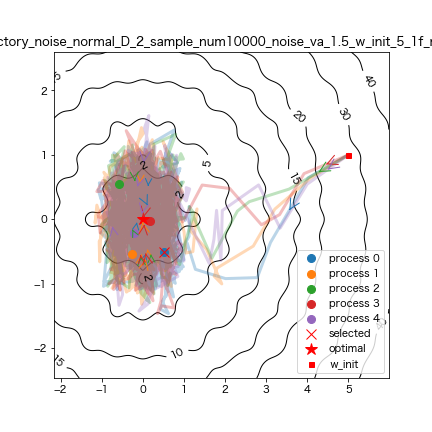 ctory_noise_normal_D_2_sample_num10000_noise_va_1.5_w_init_5_1f_r
40
30
20
15
5
2
2
2
10
15
2
1
0
−1
−2
−2
−1
0
1
2
3
4
5
process 0
process 1
process 2
process 3
process 4
selected
optimal
w_init